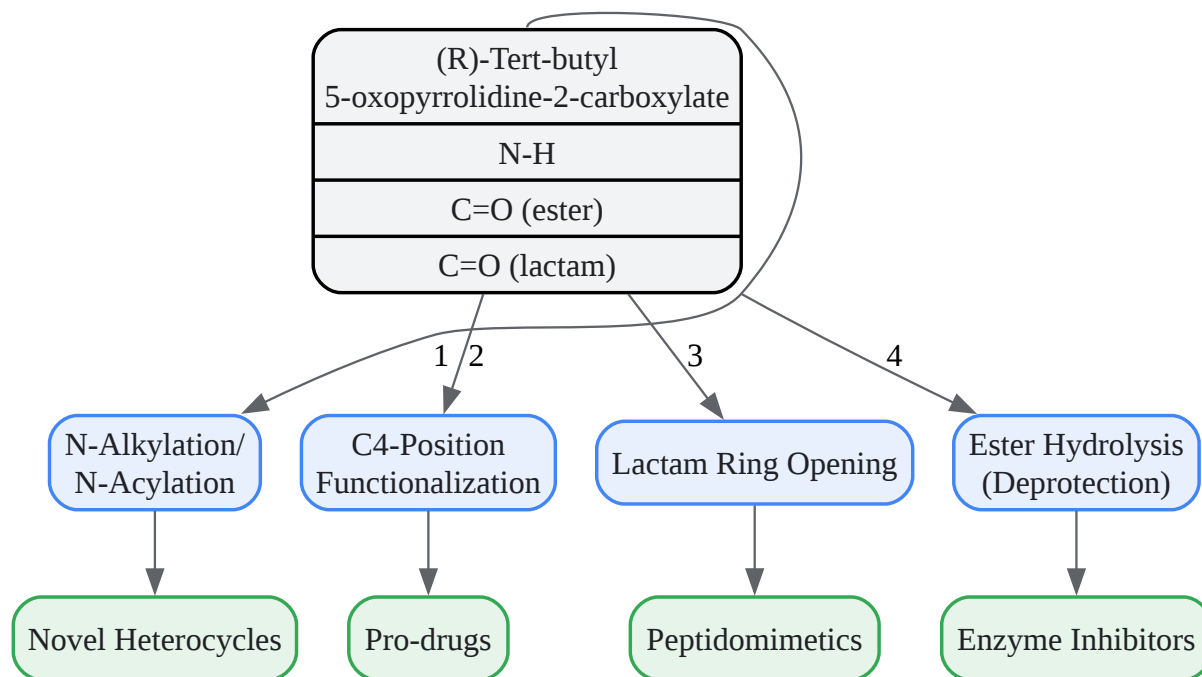 (R)-Tert-butyl
5-oxopyrrolidine-2-carboxylate
N-H
C=O (ester)
C=O (lactam)
1
2
3
4
N-Alkylation/
N-Acylation
C4-Position
Functionalization
Lactam Ring Opening
Ester Hydrolysis
(Deprotection)
Novel Heterocycles
Pro-drugs
Peptidomimetics
Enzyme Inhibitors